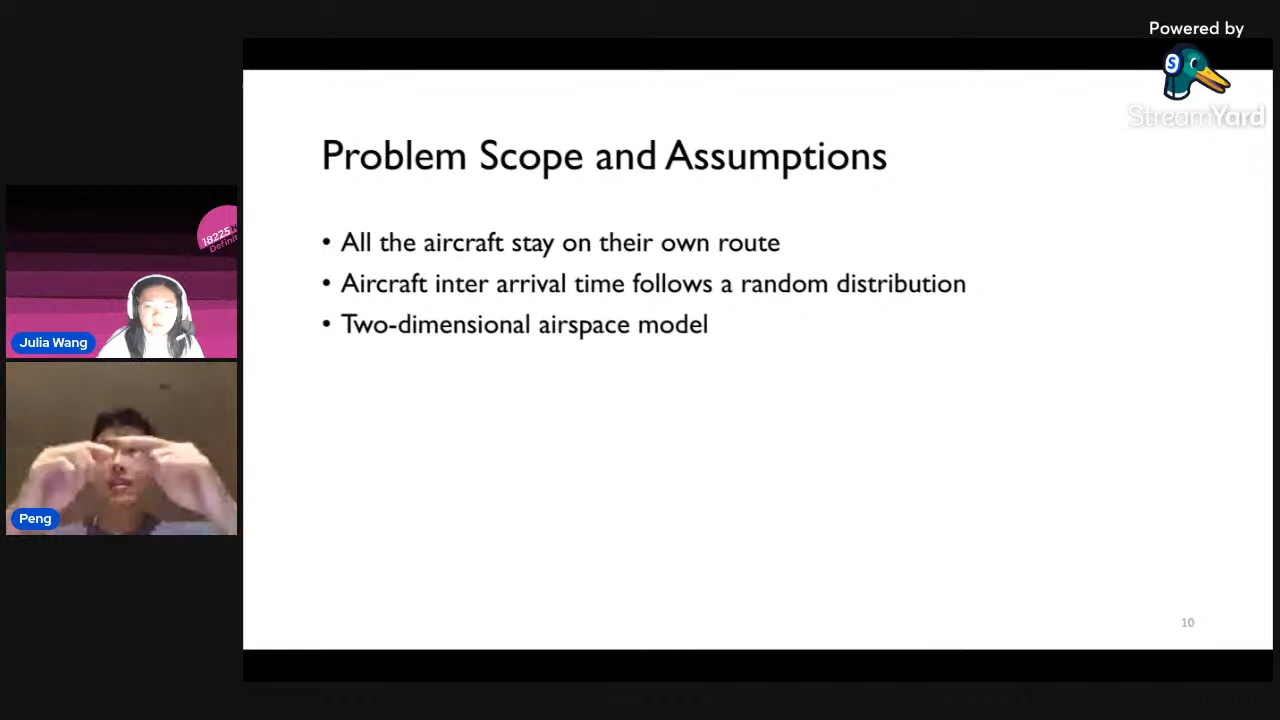 Powered by
S
StreamYard
Problem Scope and Assumptions
• All the aircraft stay on their own route
• Aircraft inter arrival time follows a random distribution
• Two-dimensional airspace model
10
18225
Julia Wang
Peng